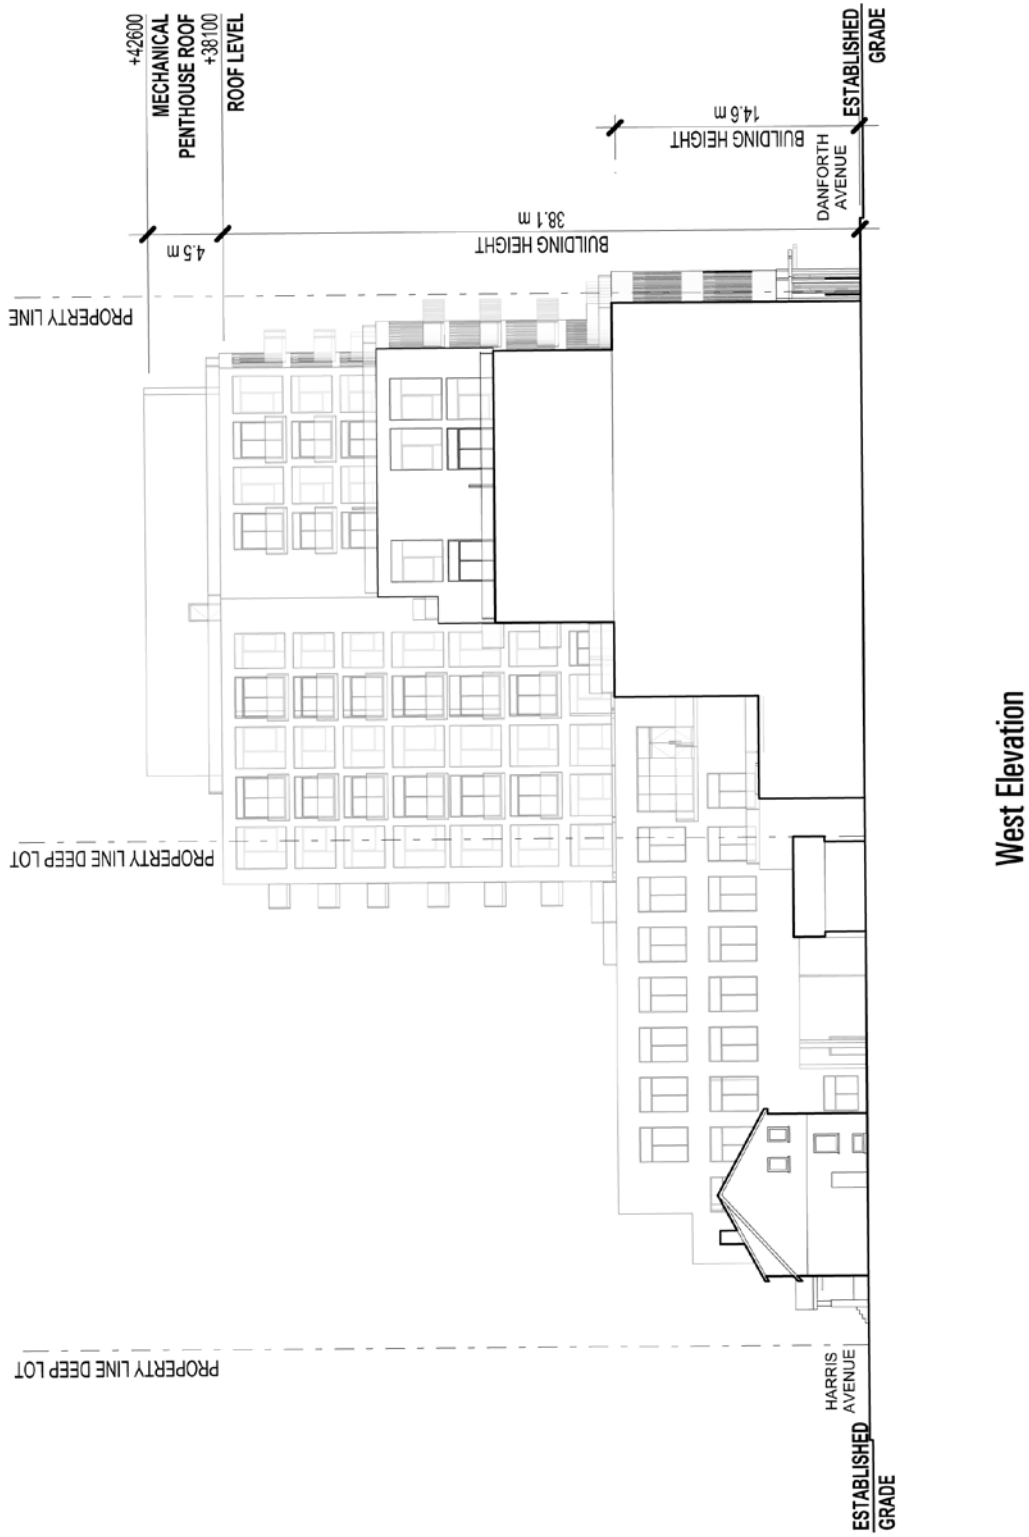 +42600
MECHANICAL
PENTHOUSE ROOF
+38100
ROOF LEVEL
4.5 m
38.1 m
BUILDING HEIGHT
14.6 m
BUILDING HEIGHT
PROPERTY LINE
PROPERTY LINE DEEP LOT
PROPERTY LINE DEEP LOT
DANFORTH
AVENUE
ESTABLISHED
GRADE
HARRIS
AVENUE
ESTABLISHED
GRADE
West Elevation